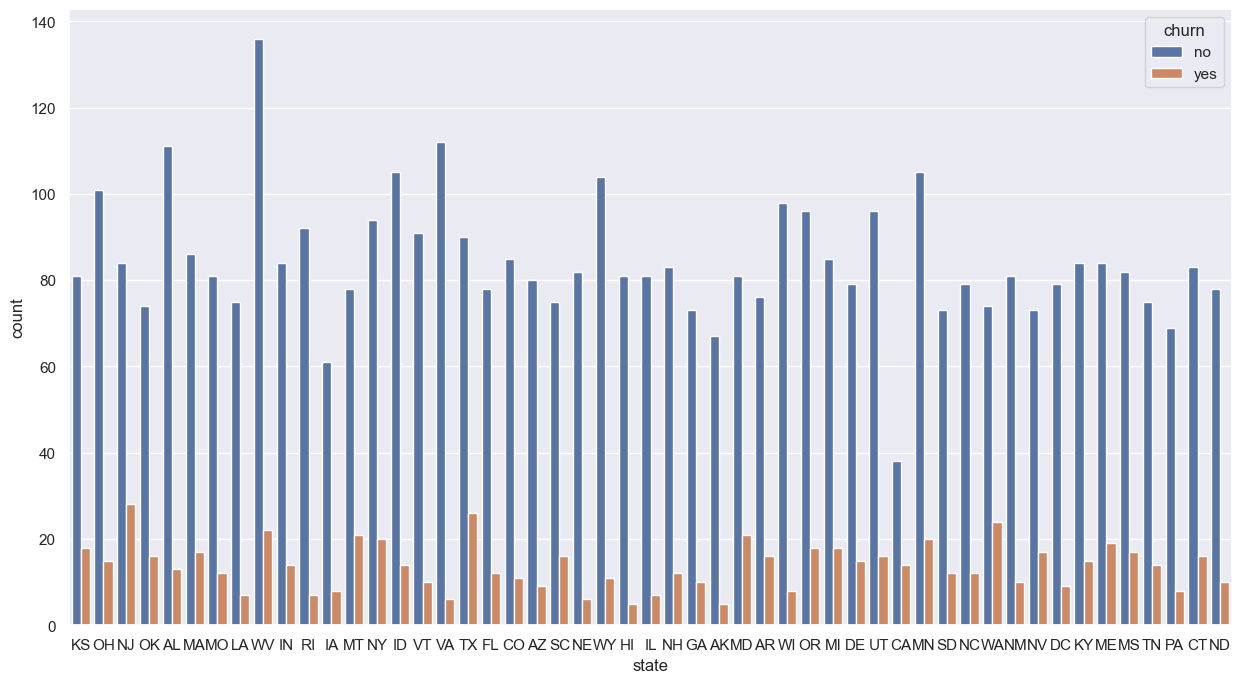 churn
no
yes
140
120
100
80
60
40
20
0
count
KS OH NJ OK AL MA MO LA WV IN RI IA MT NY ID VT VA TX FL CO AZ SC NE WY HI IL NH GA AK MD AR WI OR MI DE UT CA MN SD NC WA NM NV DC KY ME MS TN PA CT ND
state